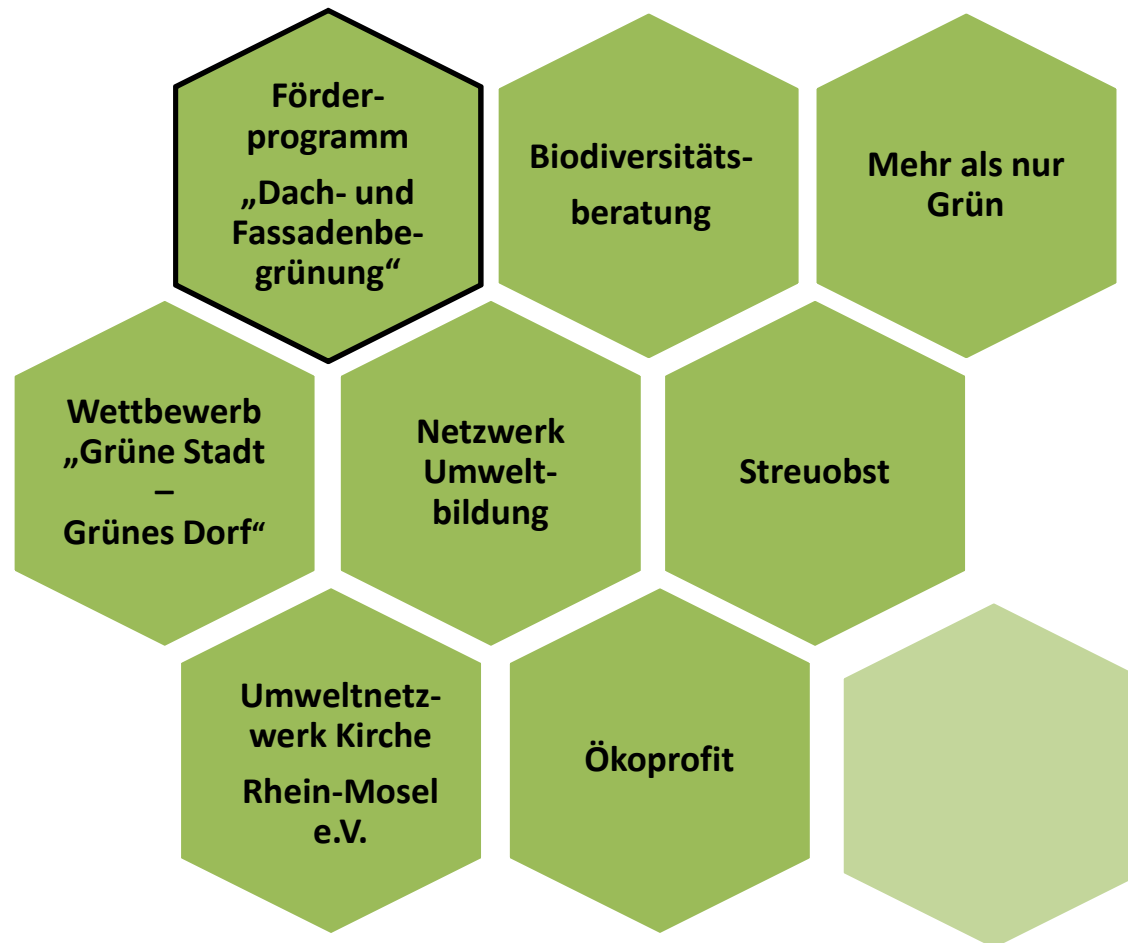 Förder-
programm
„Dach- und
Fassadenbe-
grünung“
Biodiversitäts-
beratung
Mehr als nur
Grün
Wettbewerb
„Grüne Stadt
–
Grünes Dorf“
Netzwerk
Umwelt-
bildung
Streuobst
Umweltnetz-
werk Kirche
Rhein-Mosel
e.V.
Ökoprofit